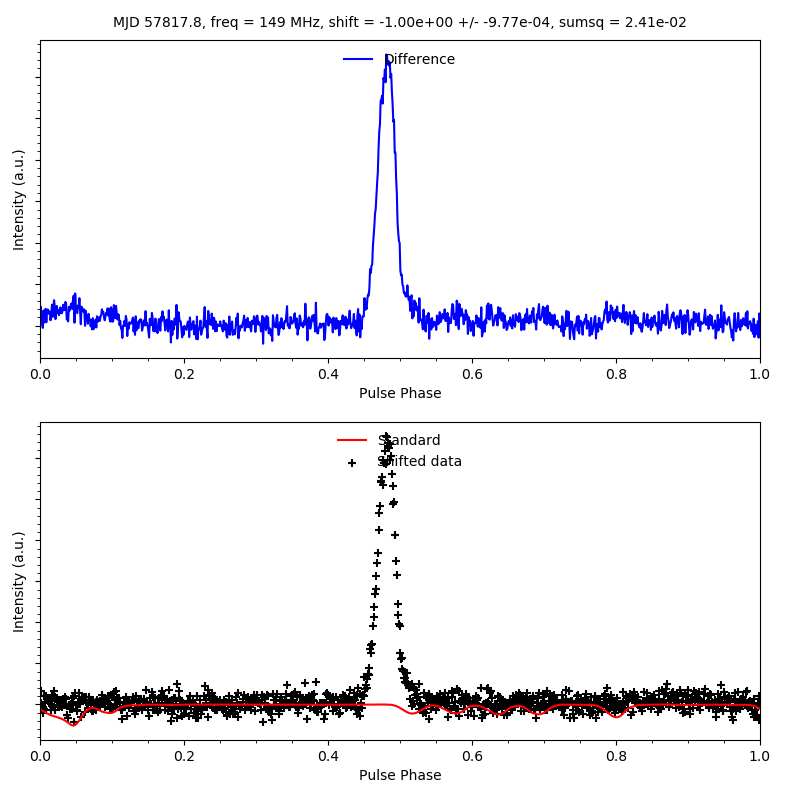 MJD 57817.8, freq = 149 MHz, shift = -1.00e+00 +/- -9.77e-04, sumsq = 2.41e-02
Difference
Intensity (a.u.)
0.0 0.2 0.4 0.6 0.8 1.0
Pulse Phase
Standard
Shifted data
Intensity (a.u.)
0.0 0.2 0.4 0.6 0.8 1.0
Pulse Phase